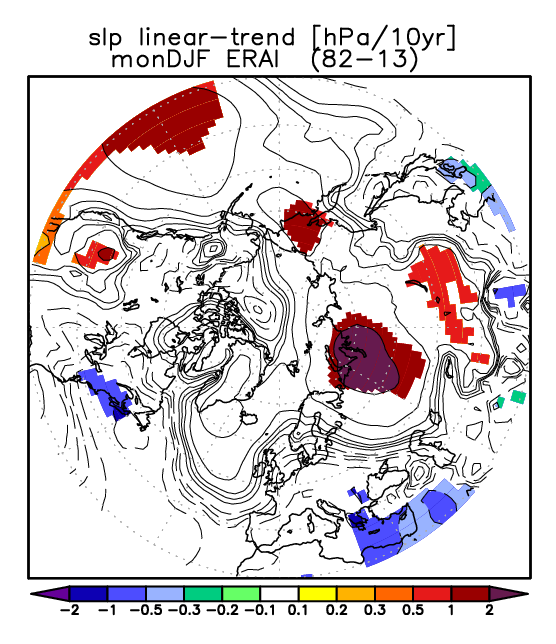 slp linear-trend [hPa/10yr]
monDJF ERAI (82-13)
-2 -1 -0.5 -0.3 -0.2 -0.1 0.1 0.2 0.3 0.5 1 2